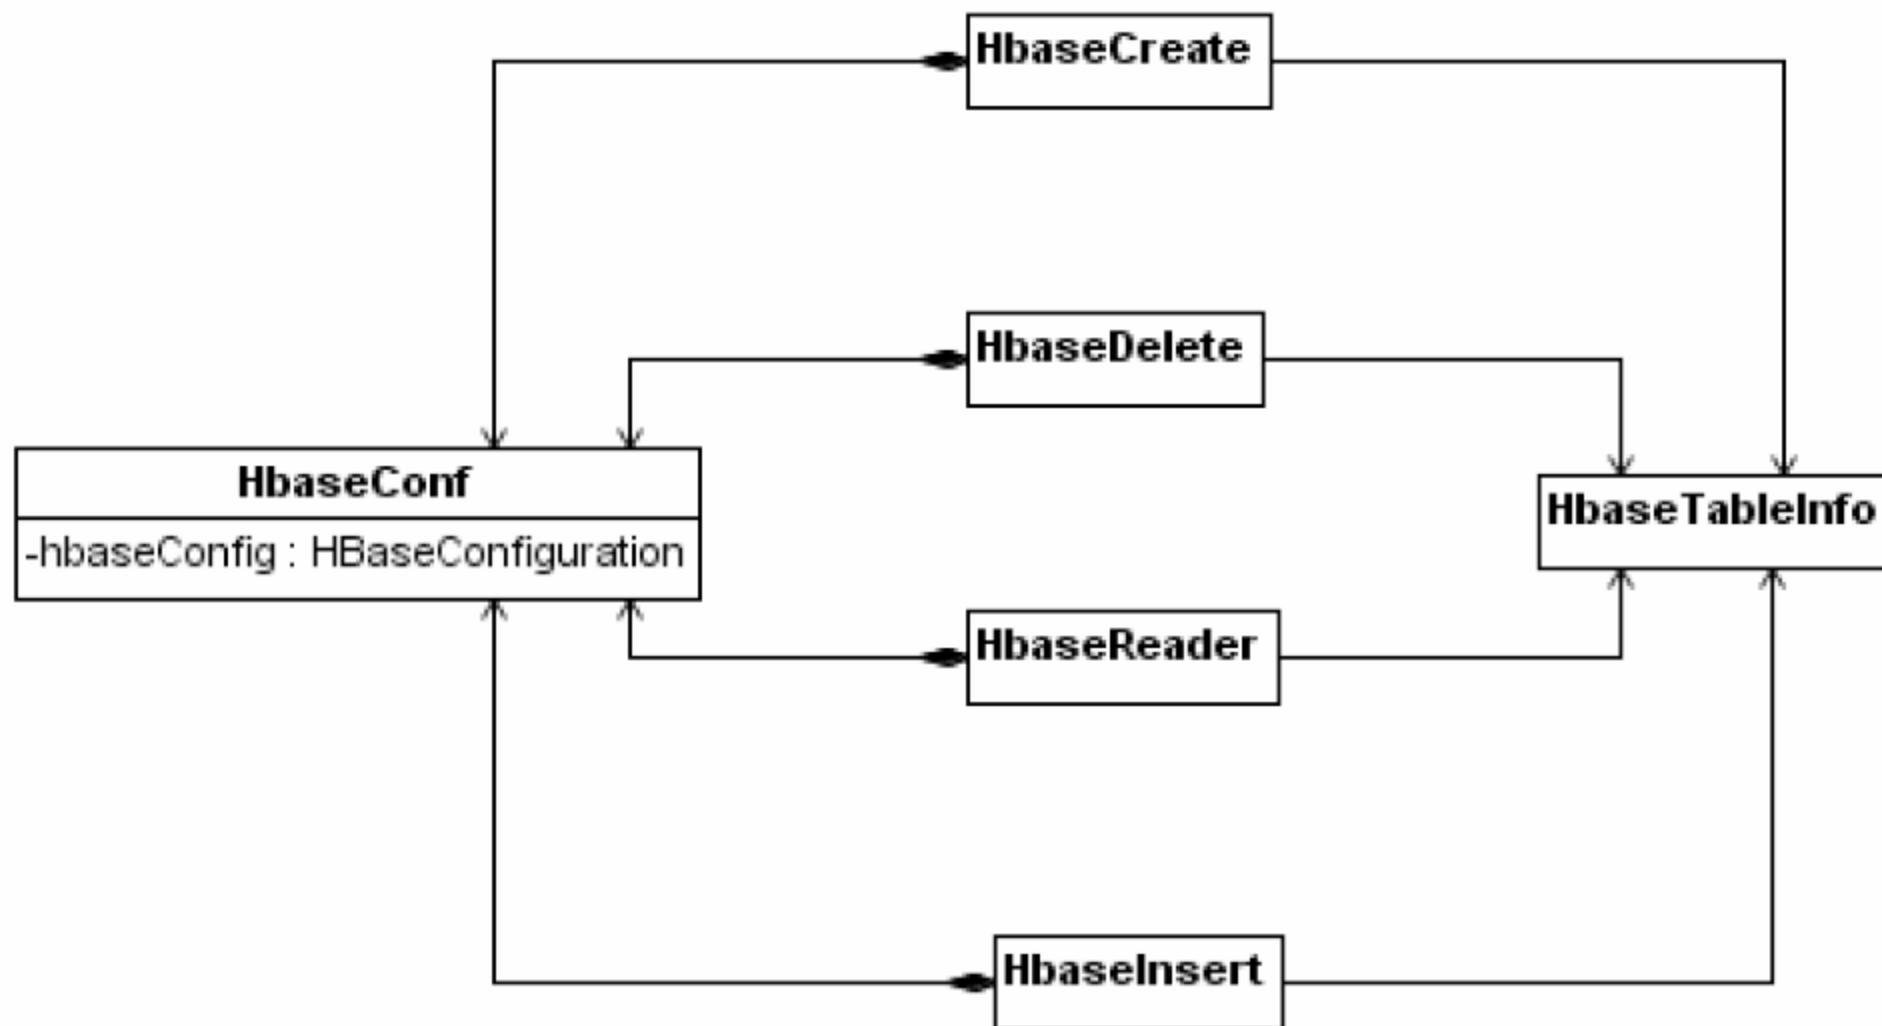 HbaseCreate
HbaseDelete
HbaseConf
-hbaseConfig : HBaseConfiguration
HbaseTableInfo
HbaseReader
HbaseInsert